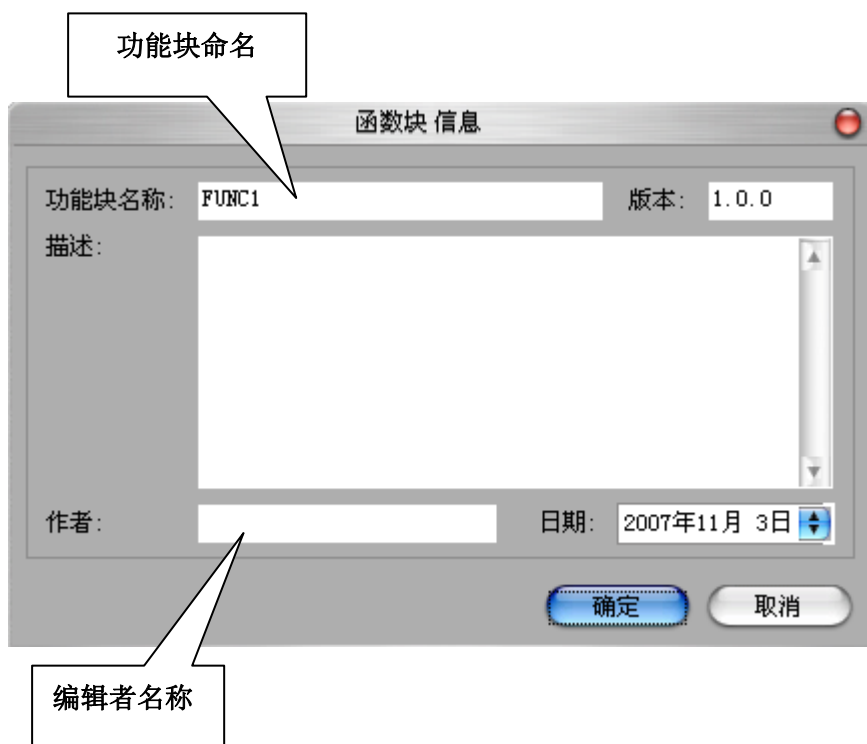 功能块命名
函数块 信息
功能块名称: FUNC1 版本: 1.0.0
描述:
作者: 日期: 2007年11月 3日
确定 取消
编辑者名称